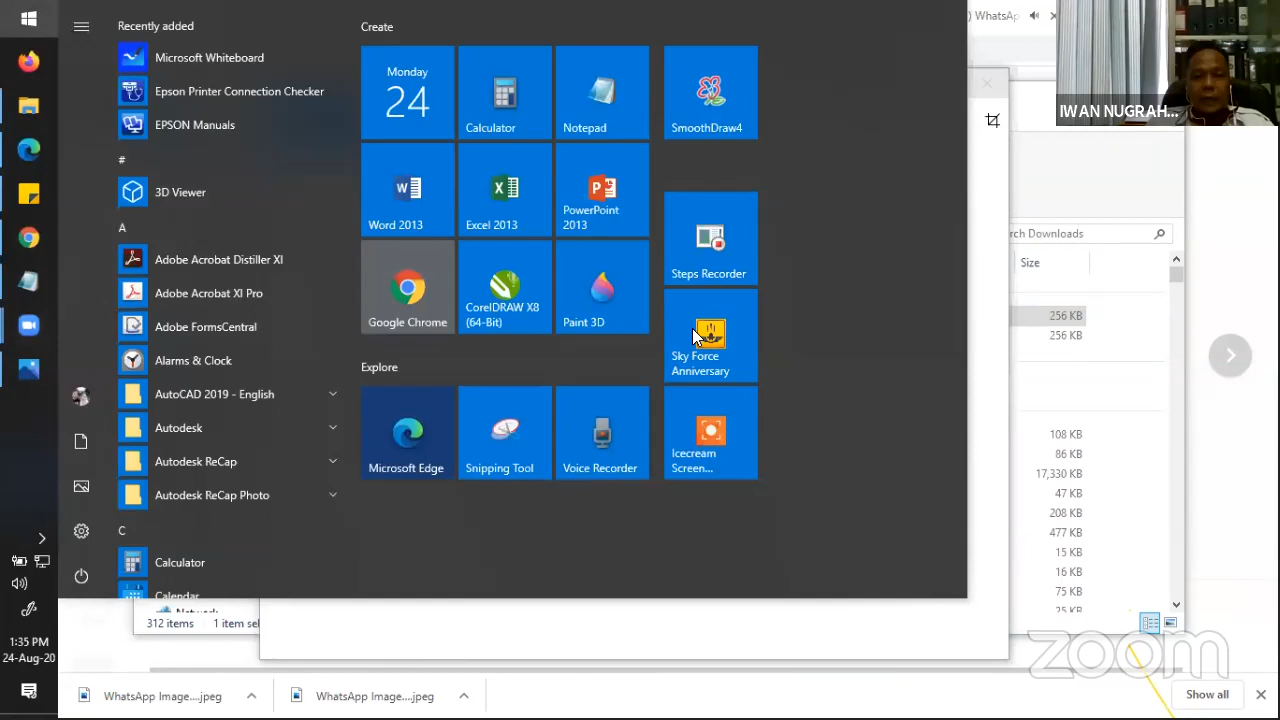 Recently added
Microsoft Whiteboard
Epson Printer Connection Checker
EPSON Manuals
#
3D Viewer
A
Adobe Acrobat Distiller XI
Adobe Acrobat XI Pro
Adobe FormsCentral
Alarms & Clock
AutoCAD 2019 - English
Autodesk
Autodesk ReCap
Autodesk ReCap Photo
C
Calculator
Calendar
Create
Monday
24
Calculator
Notepad
SmoothDraw4
Word 2013
Excel 2013
PowerPoint
2013
Steps Recorder
Google Chrome
CorelDRAW X8
(64-Bit)
Paint 3D
Sky Force
Anniversary
Explore
Microsoft Edge
Snipping Tool
Voice Recorder
Icecream
Screen...
) WhatsAp
IWAN NUGRAH...
rch Downloads
Size
256 KB
256 KB
108 KB
86 KB
17,330 KB
47 KB
208 KB
477 KB
15 KB
16 KB
75 KB
25 KB
Network
312 items
1 item sel
1:35 PM
24-Aug-20
zoom
WhatsApp Image....jpeg
WhatsApp Image....jpeg
Show all